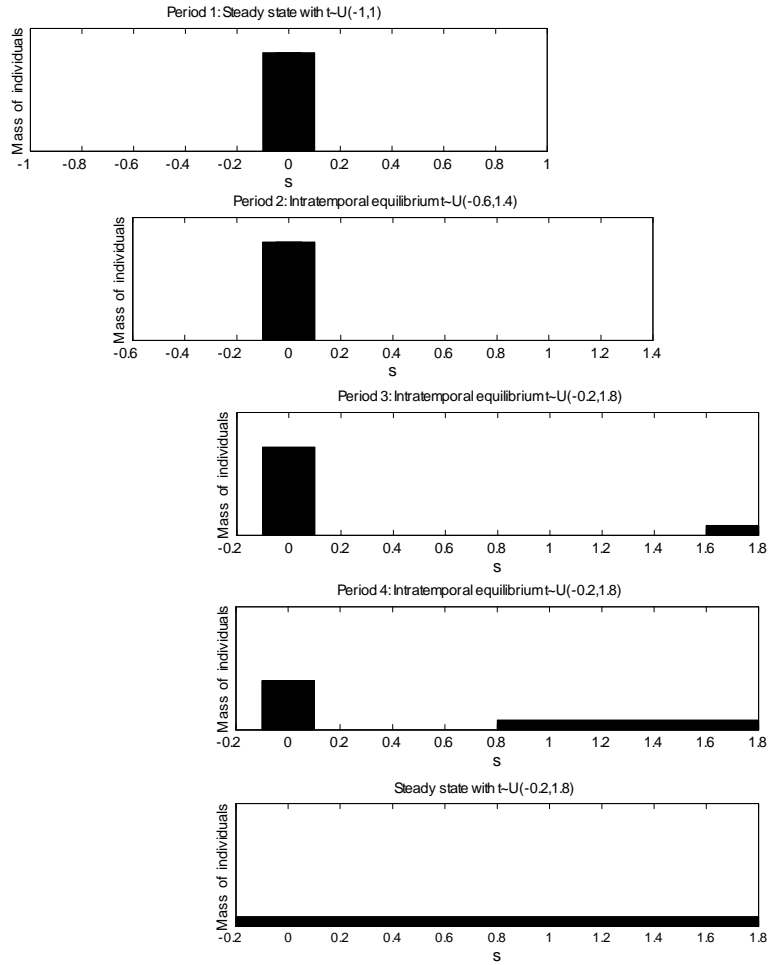 Period 1: Steady state with t~U(-1,1)
Mass of individuals
-1 -0.8 -0.6 -0.4 -0.2 0 0.2 0.4 0.6 0.8 1
s
Period 2: Intratemporal equilibrium t~U(-0.6,1.4)
Mass of individuals
-0.6 -0.4 -0.2 0 0.2 0.4 0.6 0.8 1 1.2 1.4
s
Period 3: Intratemporal equilibrium t~U(-0.2,1.8)
Mass of individuals
-0.2 0 0.2 0.4 0.6 0.8 1 1.2 1.4 1.6 1.8
s
Period 4: Intratemporal equilibrium t~U(-0.2,1.8)
Mass of individuals
-0.2 0 0.2 0.4 0.6 0.8 1 1.2 1.4 1.6 1.8
s
Steady state with t~U(-0.2,1.8)
Mass of individuals
-0.2 0 0.2 0.4 0.6 0.8 1 1.2 1.4 1.6 1.8
s